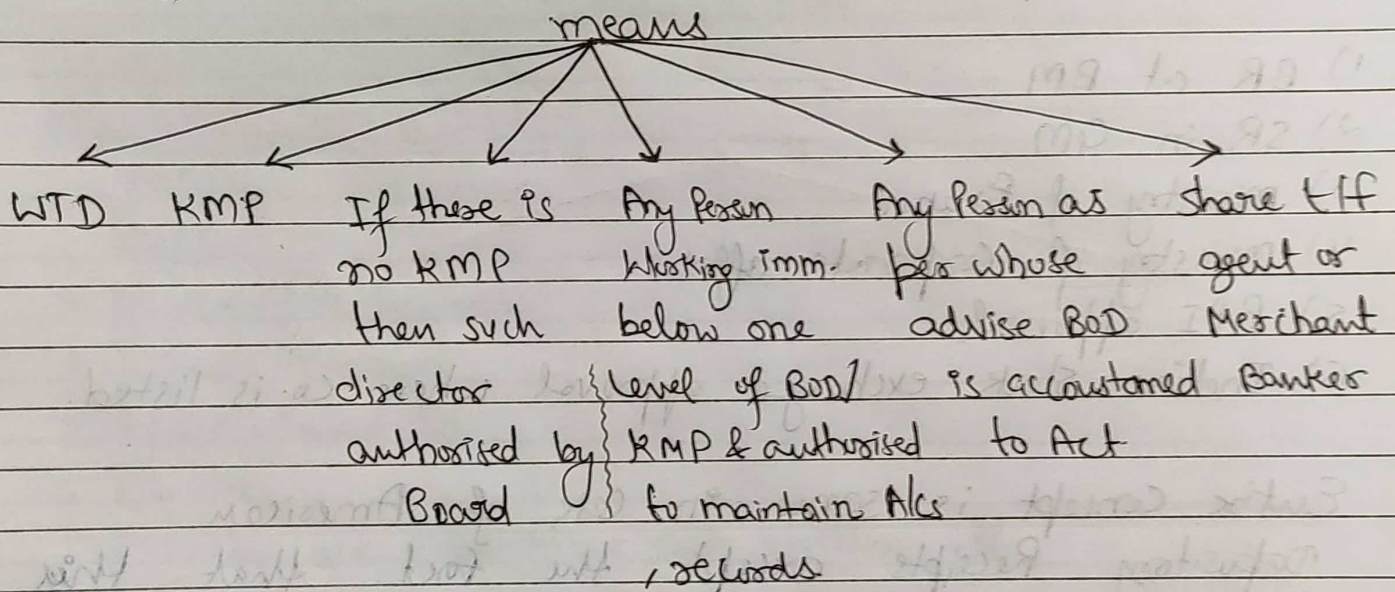 means
WTD
KMP
If there is
no KMP
then such
director
authorised by
Board
Any Person
Working imm.
below one
level of BOD/
KMP & authorised
to maintain A/cs
, records
Any Person as
per whose
advise BOD
is accoustomed
to Act
share t/f
agent or
Merchant
Banker